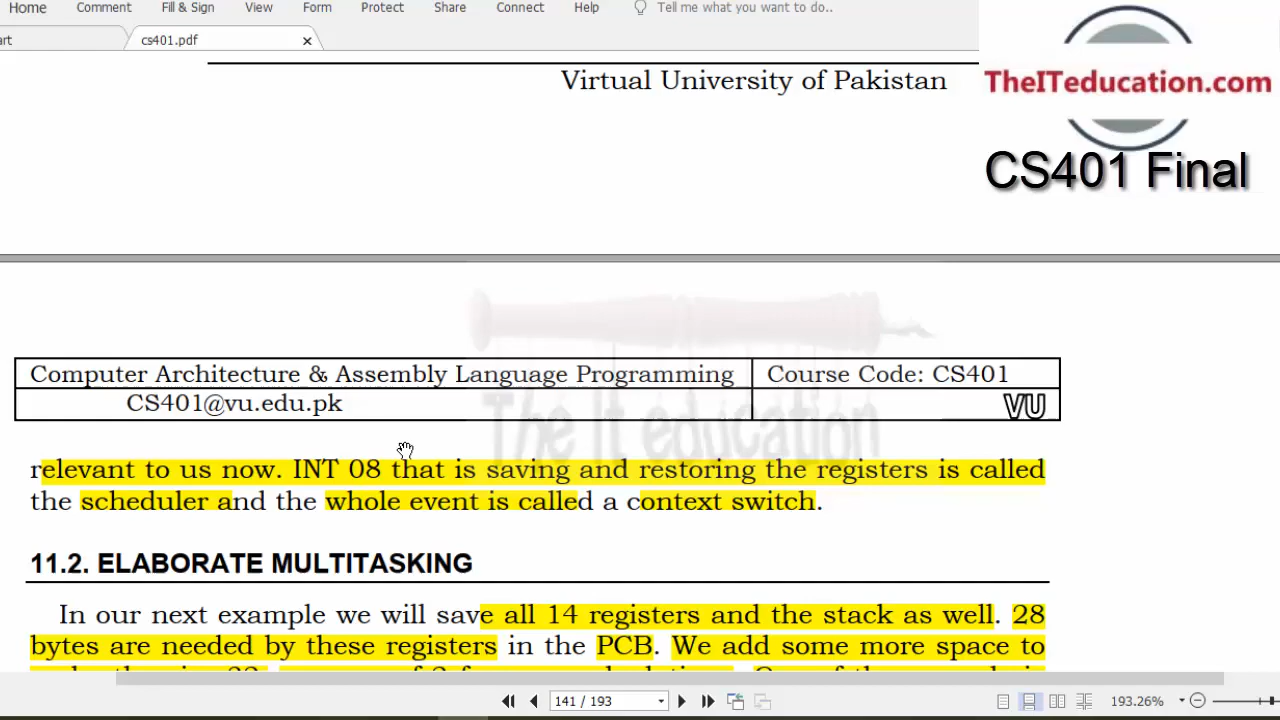 Home Comment Fill & Sign View Form Protect Share Connect Help Tell me what you want to do..
art cs401.pdf ×
TheITeducation.com
CS401 Final
Virtual University of Pakistan
Computer Architecture & Assembly Language Programming Course Code: CS401
CS401@vu.edu.pk VU
The It education
relevant to us now. INT 08 that is saving and restoring the registers is called
the scheduler and the whole event is called a context switch.
11.2. ELABORATE MULTITASKING
In our next example we will save all 14 registers and the stack as well. 28
bytes are needed by these registers in the PCB. We add some more space to
141 / 193 193.26%